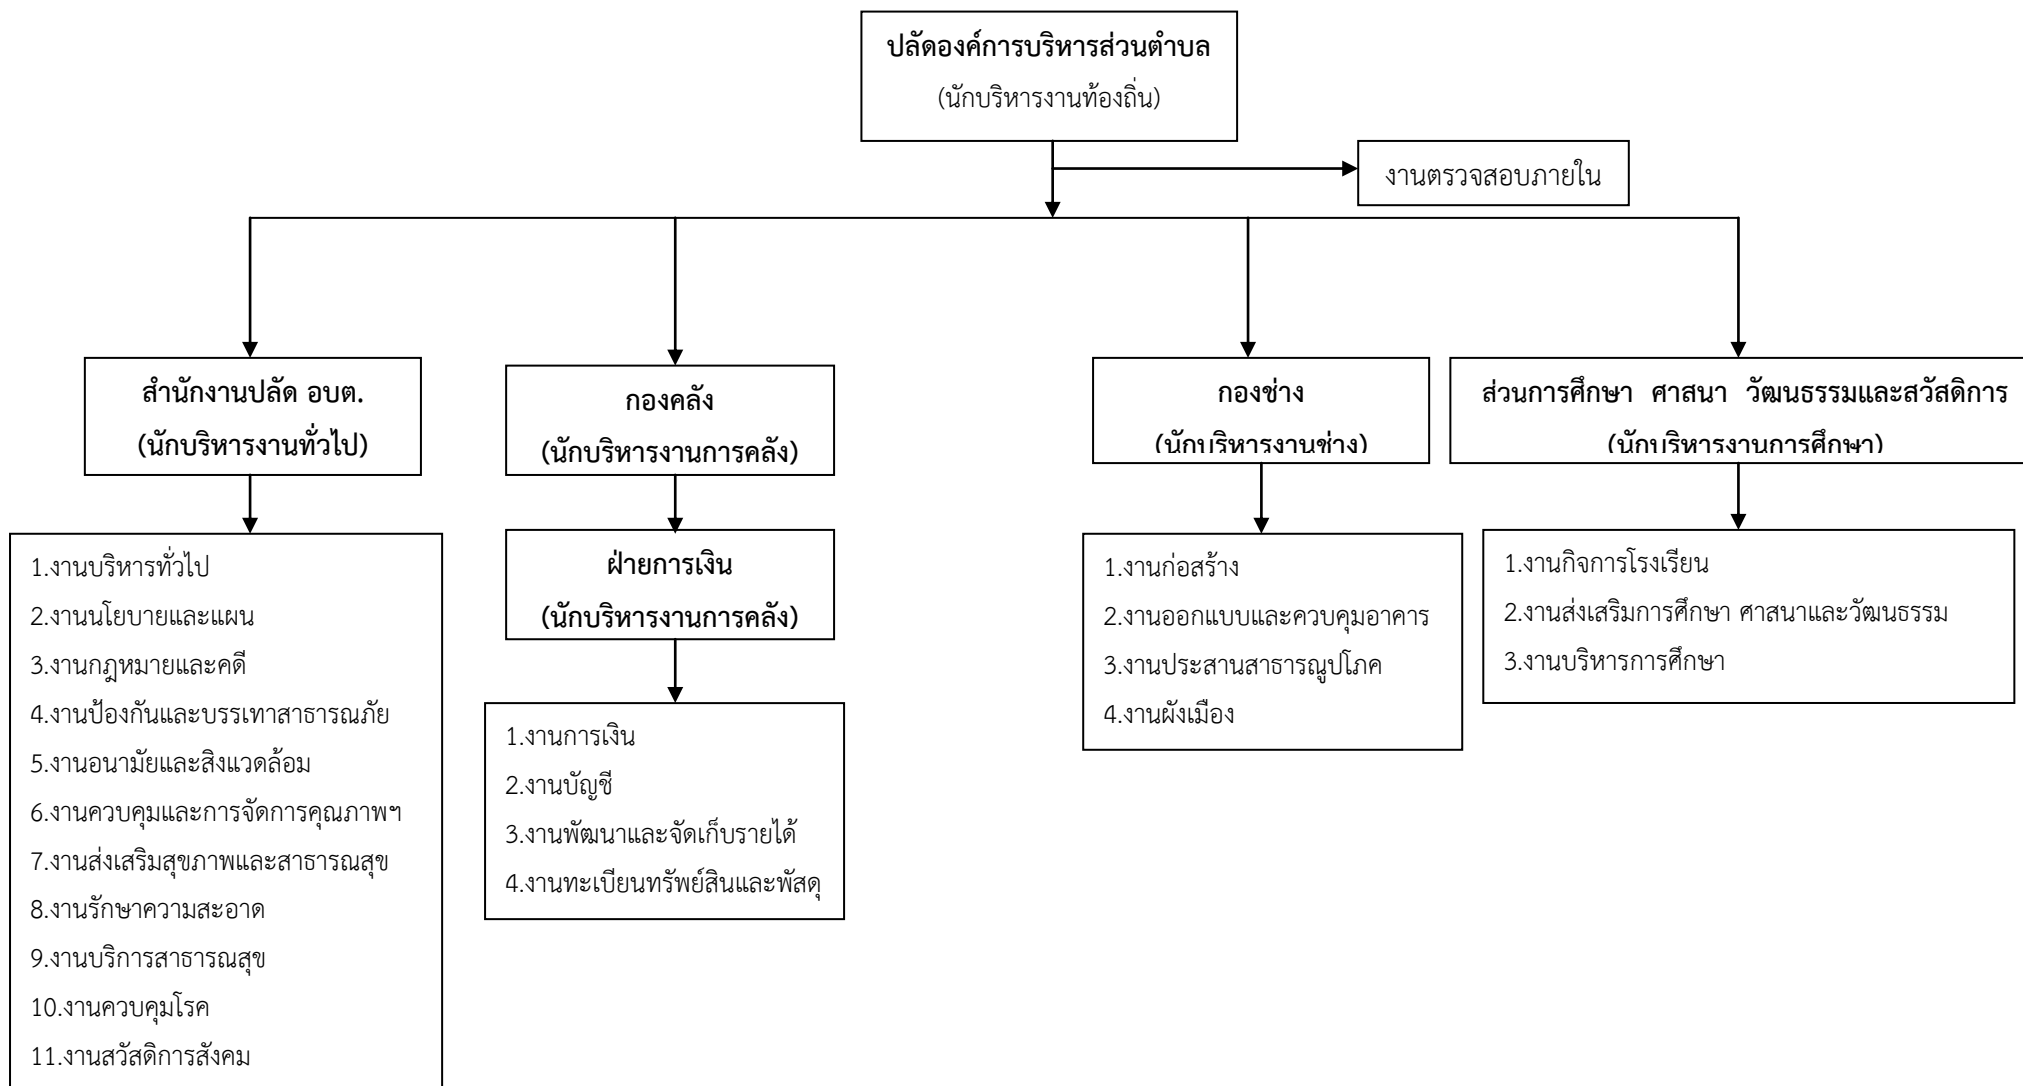 ปลัดองค์การบริหารส่วนตำบล
(นักบริหารงานท้องถิ่น)
งานตรวจสอบภายใน
สำนักงานปลัด อบต.
(นักบริหารงานทั่วไป)
กองคลัง
(นักบริหารงานการคลัง)
กองช่าง
(นักบริหารงานช่าง)
ส่วนการศึกษา ศาสนา วัฒนธรรมและสวัสดิการ
(นักบริหารงานการศึกษา)
1.งานบริหารทั่วไป
2.งานนโยบายและแผน
3.งานกฎหมายและคดี
4.งานป้องกันและบรรเทาสาธารณภัย
5.งานอนามัยและสิงแวดล้อม
6.งานควบคุมและการจัดการคุณภาพฯ
7.งานส่งเสริมสุขภาพและสาธารณสุข
8.งานรักษาความสะอาด
9.งานบริการสาธารณสุข
10.งานควบคุมโรค
11.งานสวัสดิการสังคม
ฝ่ายการเงิน
(นักบริหารงานการคลัง)
1.งานการเงิน
2.งานบัญชี
3.งานพัฒนาและจัดเก็บรายได้
4.งานทะเบียนทรัพย์สินและพัสดุ
1.งานก่อสร้าง
2.งานออกแบบและควบคุมอาคาร
3.งานประสานสาธารณูปโภค
4.งานผังเมือง
1.งานกิจการโรงเรียน
2.งานส่งเสริมการศึกษา ศาสนาและวัฒนธรรม
3.งานบริหารการศึกษา